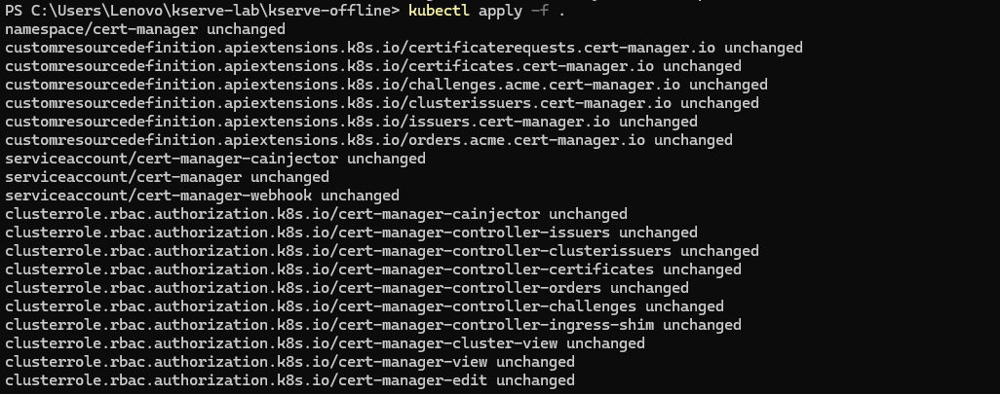 PS C:\Users\Lenovo\kserve-lab\kserve-offline> kubectl apply -f .
namespace/cert-manager unchanged
customresourcedefinition.apiextensions.k8s.io/certificaterequests.cert-manager.io unchanged
customresourcedefinition.apiextensions.k8s.io/certificates.cert-manager.io unchanged
customresourcedefinition.apiextensions.k8s.io/challenges.acme.cert-manager.io unchanged
customresourcedefinition.apiextensions.k8s.io/clusterissuers.cert-manager.io unchanged
customresourcedefinition.apiextensions.k8s.io/issuers.cert-manager.io unchanged
customresourcedefinition.apiextensions.k8s.io/orders.acme.cert-manager.io unchanged
serviceaccount/cert-manager-cainjector unchanged
serviceaccount/cert-manager unchanged
serviceaccount/cert-manager-webhook unchanged
clusterrole.rbac.authorization.k8s.io/cert-manager-cainjector unchanged
clusterrole.rbac.authorization.k8s.io/cert-manager-controller-issuers unchanged
clusterrole.rbac.authorization.k8s.io/cert-manager-controller-clusterissuers unchanged
clusterrole.rbac.authorization.k8s.io/cert-manager-controller-certificates unchanged
clusterrole.rbac.authorization.k8s.io/cert-manager-controller-orders unchanged
clusterrole.rbac.authorization.k8s.io/cert-manager-controller-challenges unchanged
clusterrole.rbac.authorization.k8s.io/cert-manager-controller-ingress-shim unchanged
clusterrole.rbac.authorization.k8s.io/cert-manager-cluster-view unchanged
clusterrole.rbac.authorization.k8s.io/cert-manager-view unchanged
clusterrole.rbac.authorization.k8s.io/cert-manager-edit unchanged